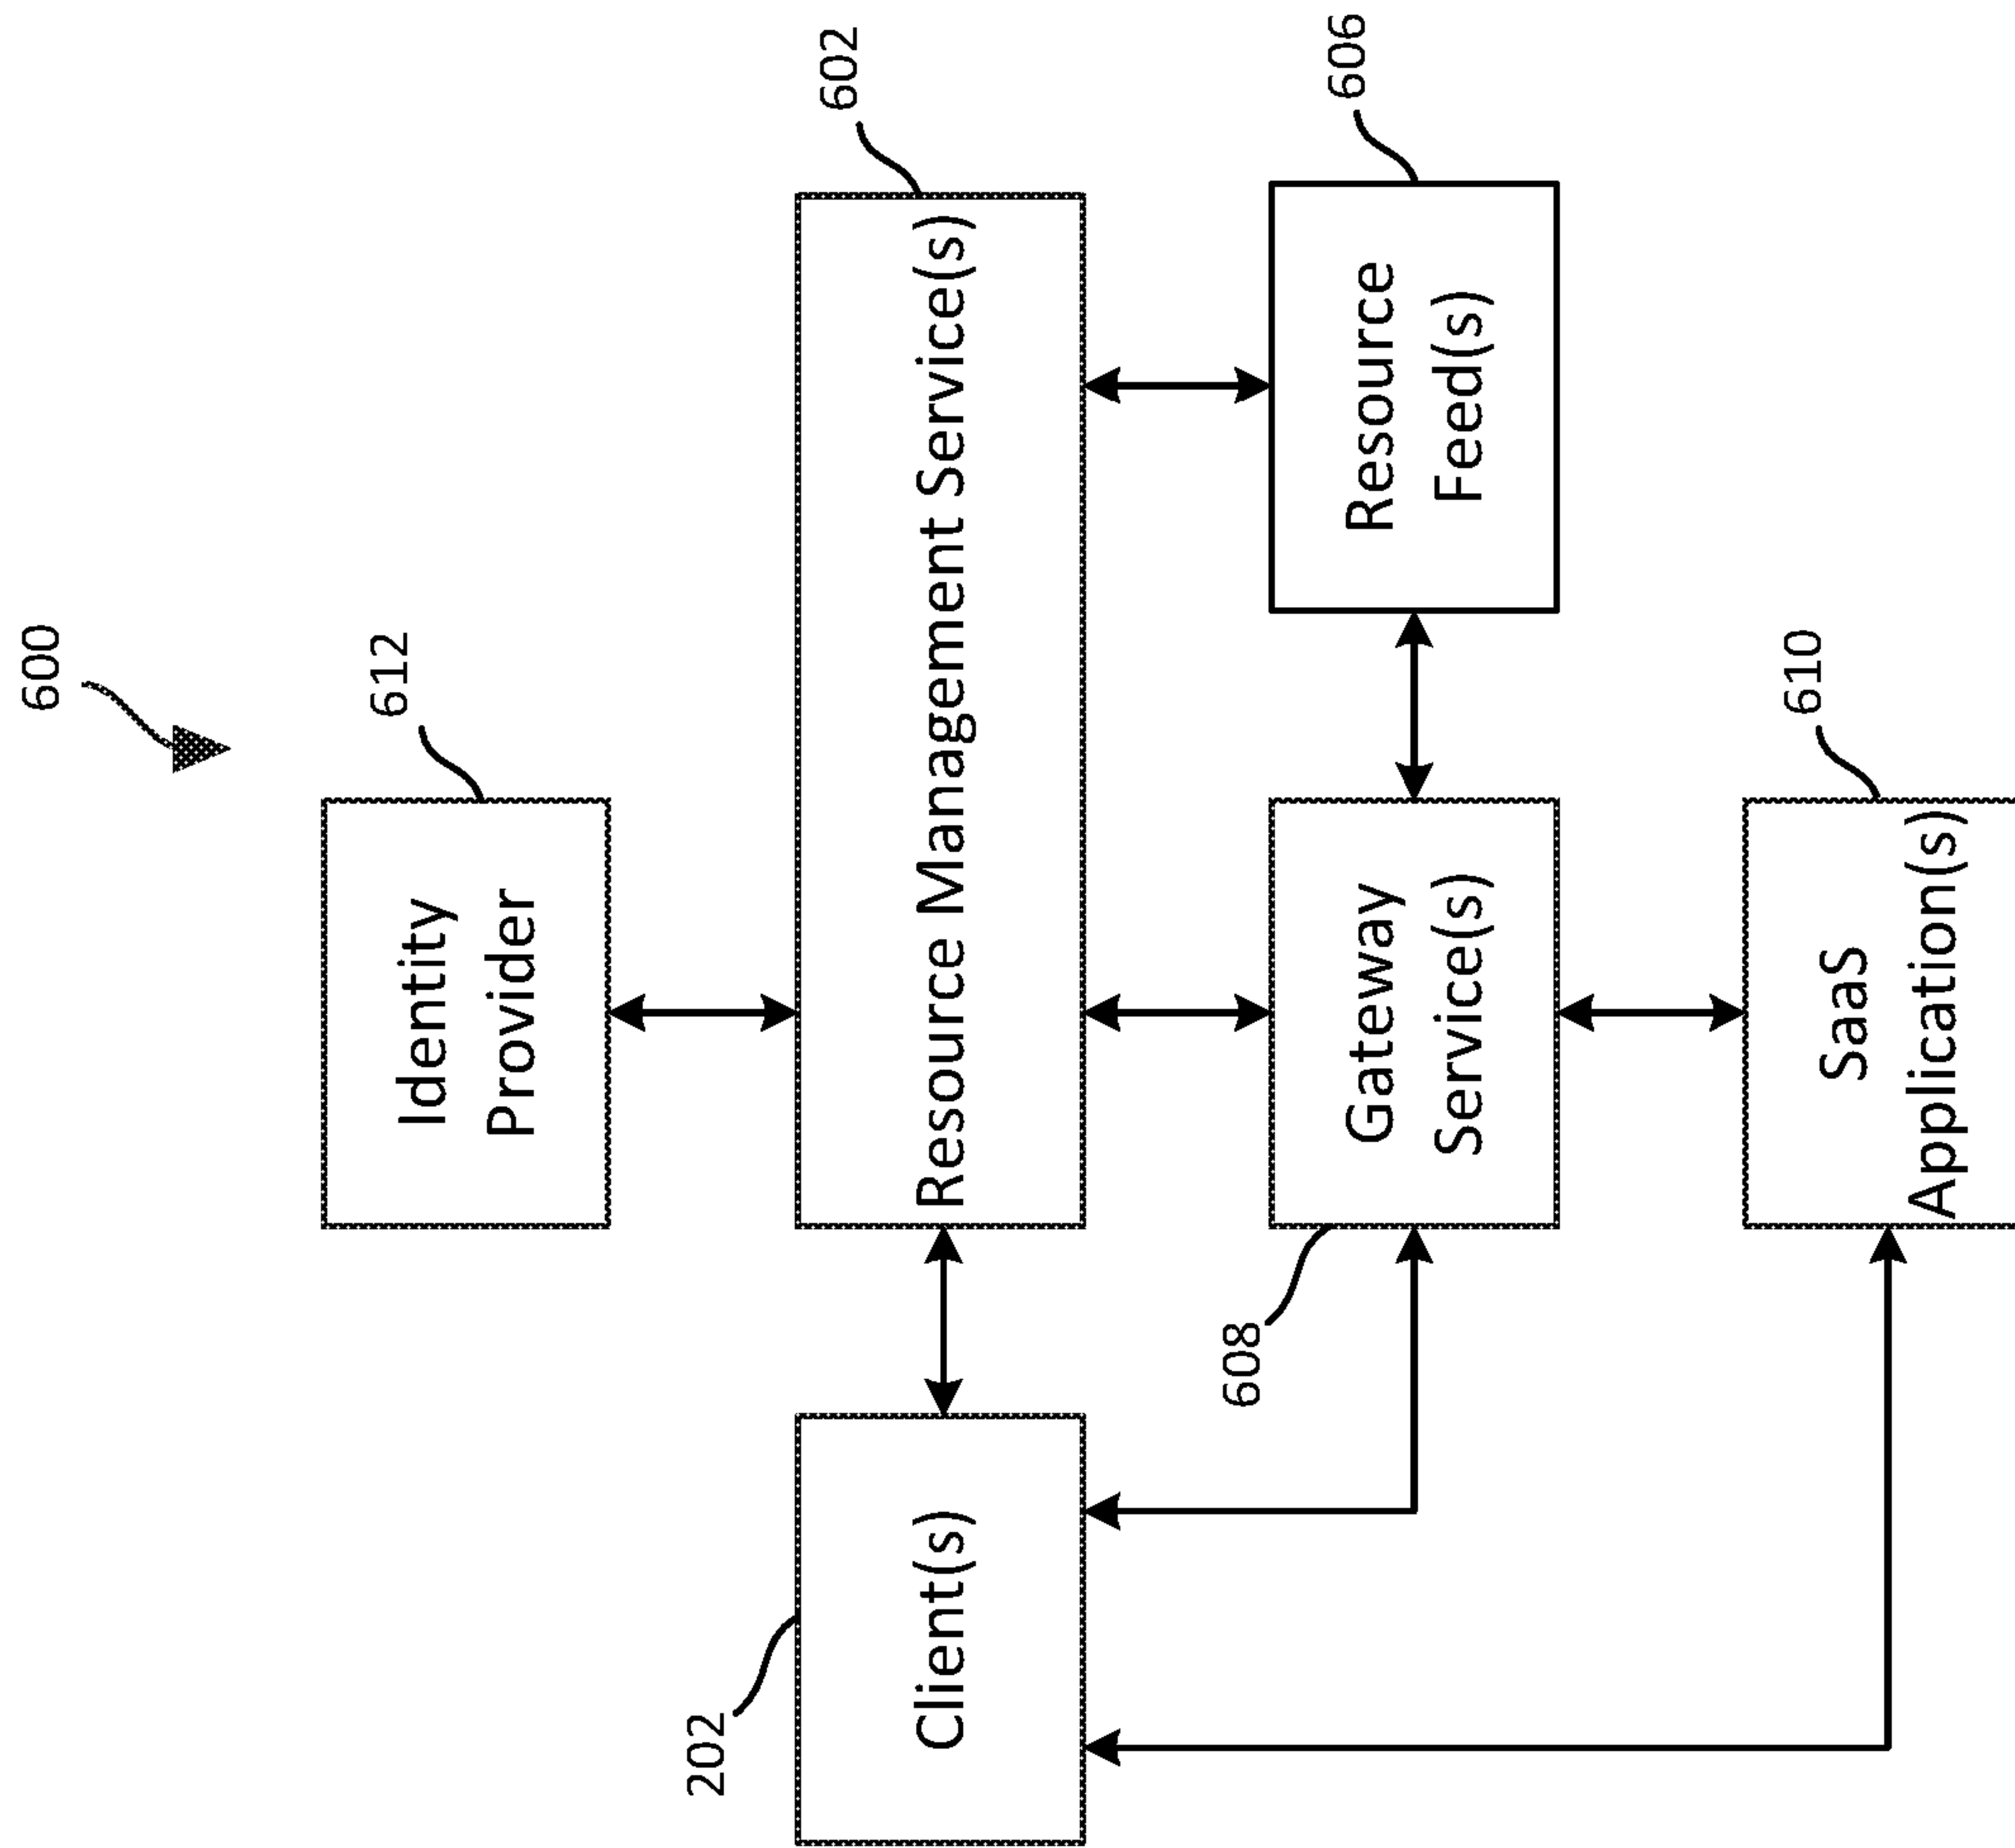 600
612
Identity
Provider
602
Resource Management Service(s)
202
Client(s)
608
Gateway
Service(s)
606
Resource
Feed(s)
610
SaaS
Application(s)